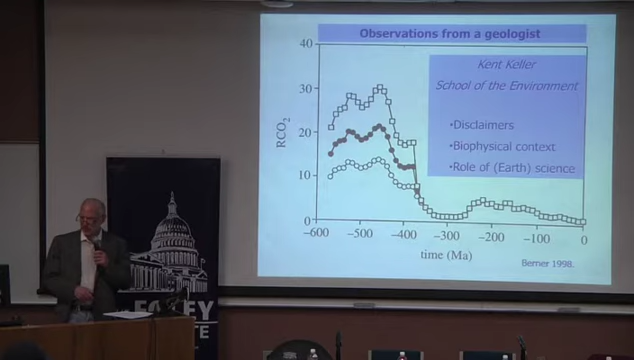 Observations from a geologist
Kent Keller
School of the Environment
•Disclaimers
•Biophysical context
•Role of (Earth) science
40
30
20
10
0
RCO2
−600
−500
−400
−300
−200
−100
0
time (Ma)
Berner 1998.